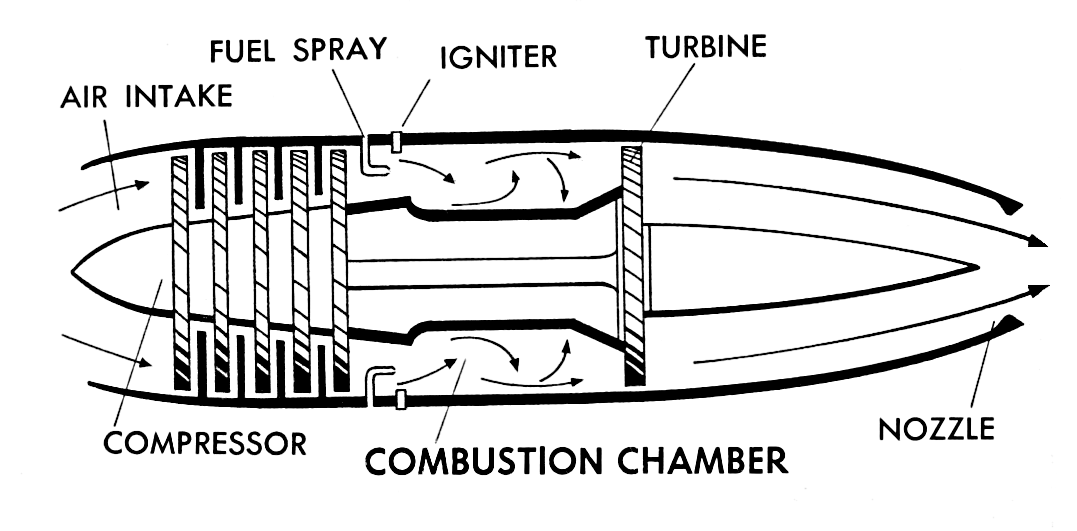 FUEL SPRAY
IGNITER
TURBINE
AIR INTAKE
COMPRESSOR
COMBUSTION CHAMBER
NOZZLE